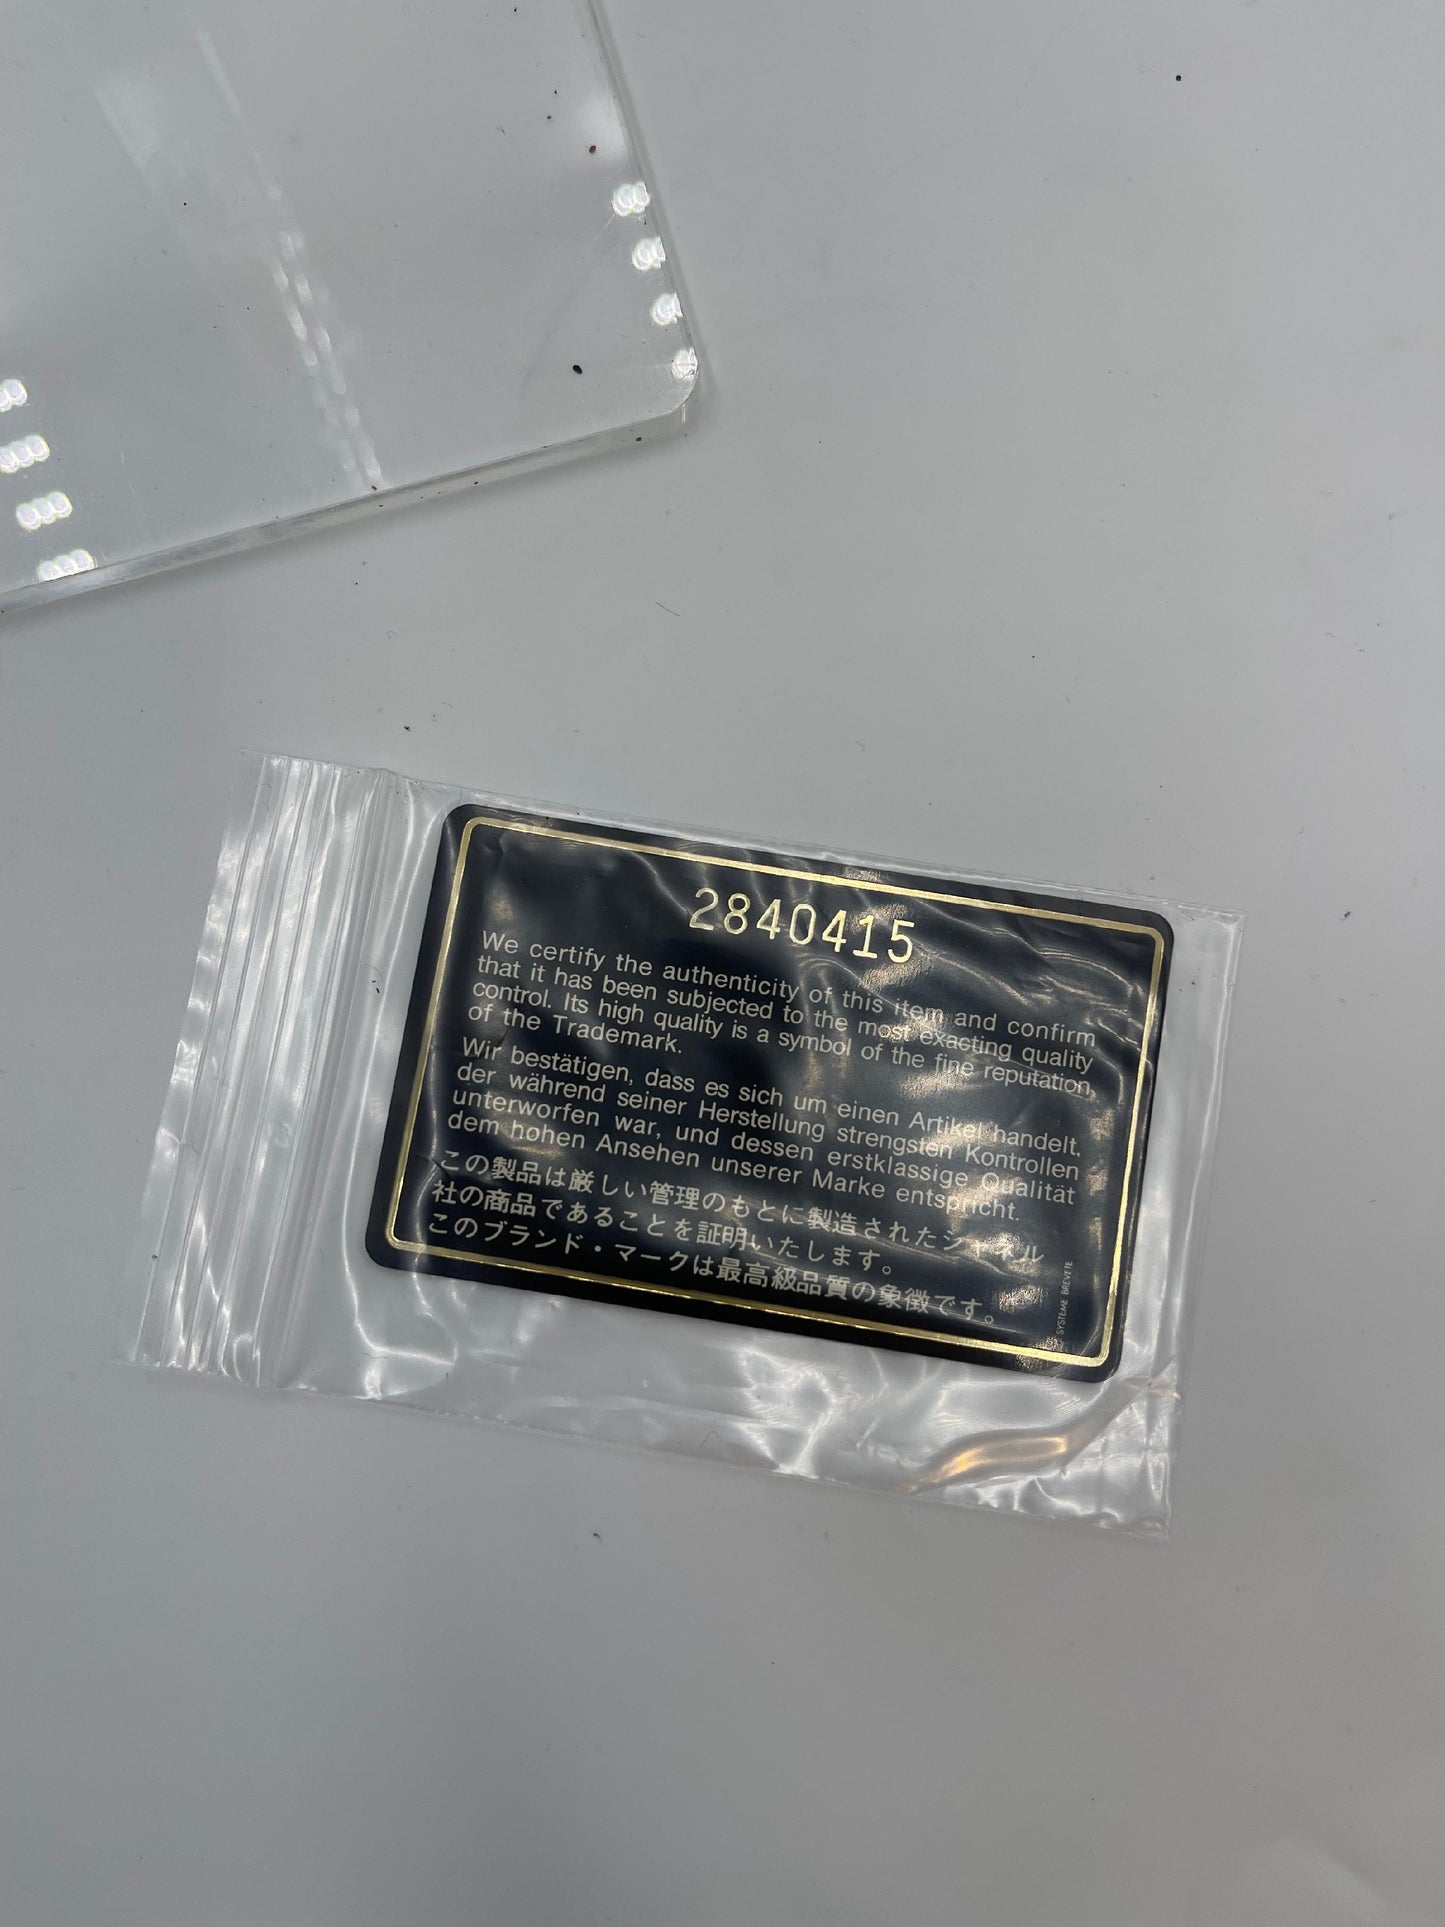 2840415
We certify the authenticity of this item and confirm
that it has been subjected to the most exacting quality
control. Its high quality is a symbol of the fine reputation,
of the Trademark.
Wir bestätigen, dass es sich um einen Artikel handelt,
der während seiner Herstellung strengsten Kontrollen
unterworfen war, und dessen erstklassige Qualität
dem hohen Ansehen unserer Marke entspricht.
この製品は厳しい管理のもとに製造されたシャネル
社の商品であることを証明いたします。
このブランド・マークは最高級品質の象徴です。
SYSTEME BREVETE